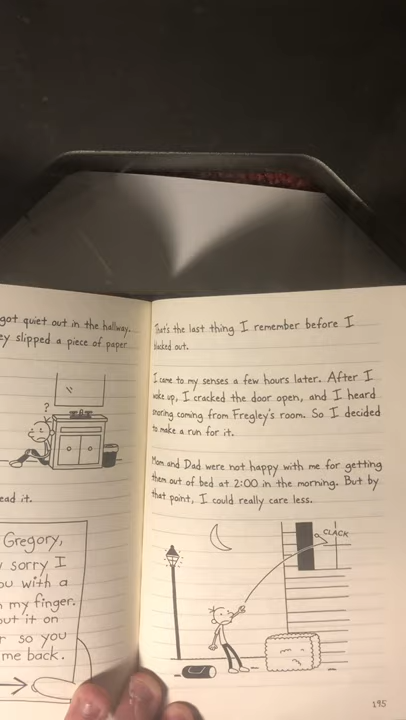 got quiet out in the hallway.
ey slipped a piece of paper
?
ead it.
Gregory,
sorry I
ou with a
my finger.
out it on
r so you
me back.
That's the last thing I remember before I
blacked out.
I came to my senses a few hours later. After I
woke up, I cracked the door open, and I heard
snoring coming from Fregley's room. So I decided
to make a run for it.
Mom and Dad were not happy with me for getting
them out of bed at 2:00 in the morning. But by
that point, I could really care less.
CLACK
195